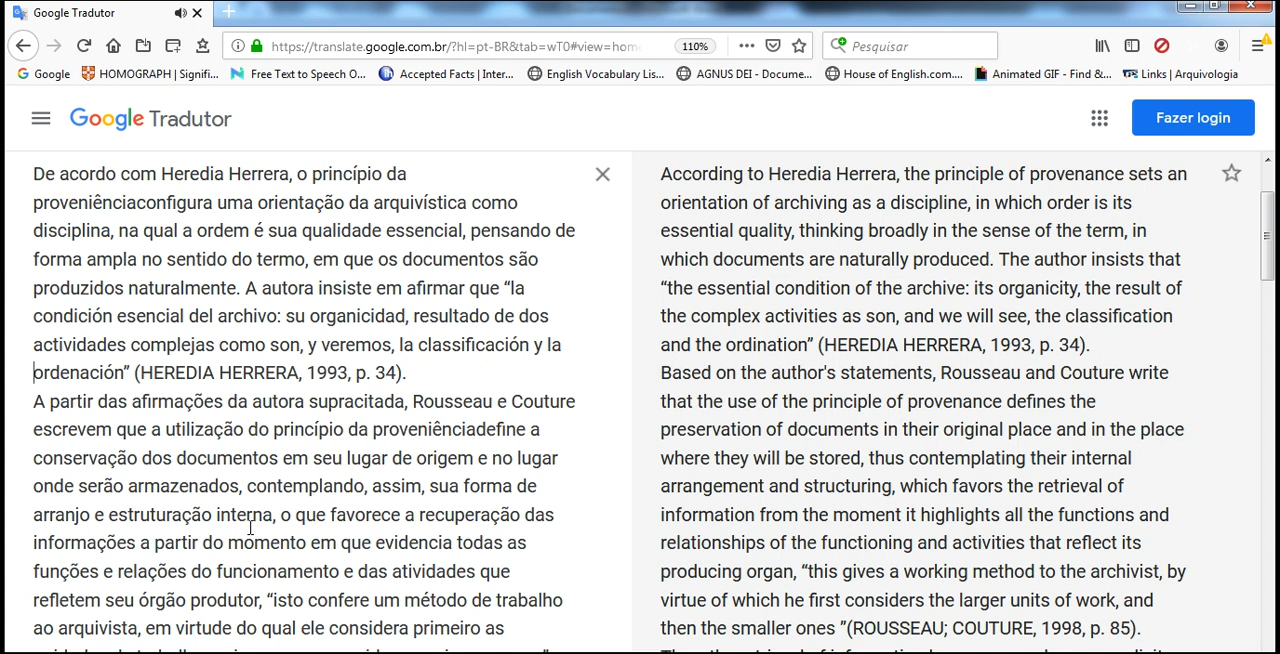 Google Tradutor
https://translate.google.com.br/?hl=pt-BR&tab=wT0#view=hom
110%
Pesquisar
Google
HOMOGRAPH | Signifi...
Free Text to Speech O...
Accepted Facts | Inter...
English Vocabulary Lis...
AGNUS DEI - Docume...
House of English.com....
Animated GIF - Find &...
Links | Arquivologia
Google Tradutor
Fazer login
De acordo com Heredia Herrera, o princípio da
proveniênciaconfigura uma orientação da arquivística como
disciplina, na qual a ordem é sua qualidade essencial, pensando de
forma ampla no sentido do termo, em que os documentos são
produzidos naturalmente. A autora insiste em afirmar que “la
condición esencial del archivo: su organicidad, resultado de dos
actividades complejas como son, y veremos, la classificación y la
ordenación” (HEREDIA HERRERA, 1993, p. 34).
A partir das afirmações da autora supracitada, Rousseau e Couture
escrevem que a utilização do princípio da proveniênciadefine a
conservação dos documentos em seu lugar de origem e no lugar
onde serão armazenados, contemplando, assim, sua forma de
arranjo e estruturação interna, o que favorece a recuperação das
informações a partir do momento em que evidencia todas as
funções e relações do funcionamento e das atividades que
refletem seu órgão produtor, “isto confere um método de trabalho
ao arquivista, em virtude do qual ele considera primeiro as
According to Heredia Herrera, the principle of provenance sets an
orientation of archiving as a discipline, in which order is its
essential quality, thinking broadly in the sense of the term, in
which documents are naturally produced. The author insists that
“the essential condition of the archive: its organicity, the result of
the complex activities as son, and we will see, the classification
and the ordination” (HEREDIA HERRERA, 1993, p. 34).
Based on the author's statements, Rousseau and Couture write
that the use of the principle of provenance defines the
preservation of documents in their original place and in the place
where they will be stored, thus contemplating their internal
arrangement and structuring, which favors the retrieval of
information from the moment it highlights all the functions and
relationships of the functioning and activities that reflect its
producing organ, “this gives a working method to the archivist, by
virtue of which he first considers the larger units of work, and
then the smaller ones ”(ROUSSEAU; COUTURE, 1998, p. 85).